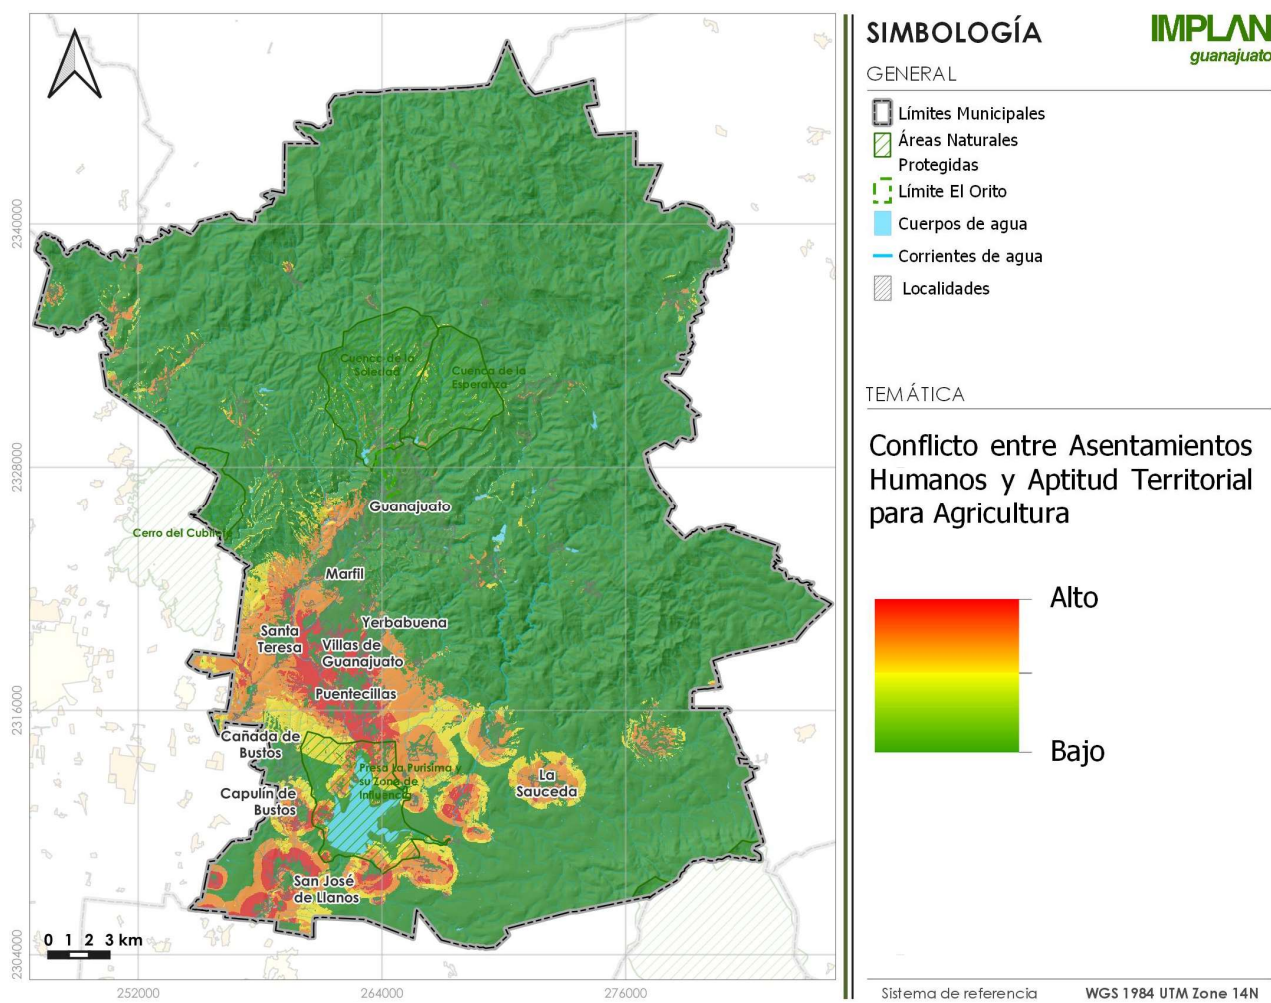 SIMBOLOGÍA
IMPLAN
guanajuato
GENERAL
Límites Municipales
Áreas Naturales
Protegidas
Límite El Orito
Cuerpos de agua
Corrientes de agua
Localidades
TEMÁTICA
Conflicto entre Asentamientos
Humanos y Aptitud Territorial
para Agricultura
Alto
Bajo
Sistema de referencia
WGS 1984 UTM Zone 14N
2340000
2328000
2316000
2304000
252000
264000
276000
0 1 2 3 km
Cuenca de la
Soledad
Cuenca de la
Esperanza
Guanajuato
Cerro del Cubilete
Marfil
Yerbabuena
Santa
Teresa
Villas de
Guanajuato
Puentecillas
Cañada de
Bustos
Presa La Purísima y
su Zona de
Influencia
La
Sauceda
Capulín de
Bustos
San José
de Llanos